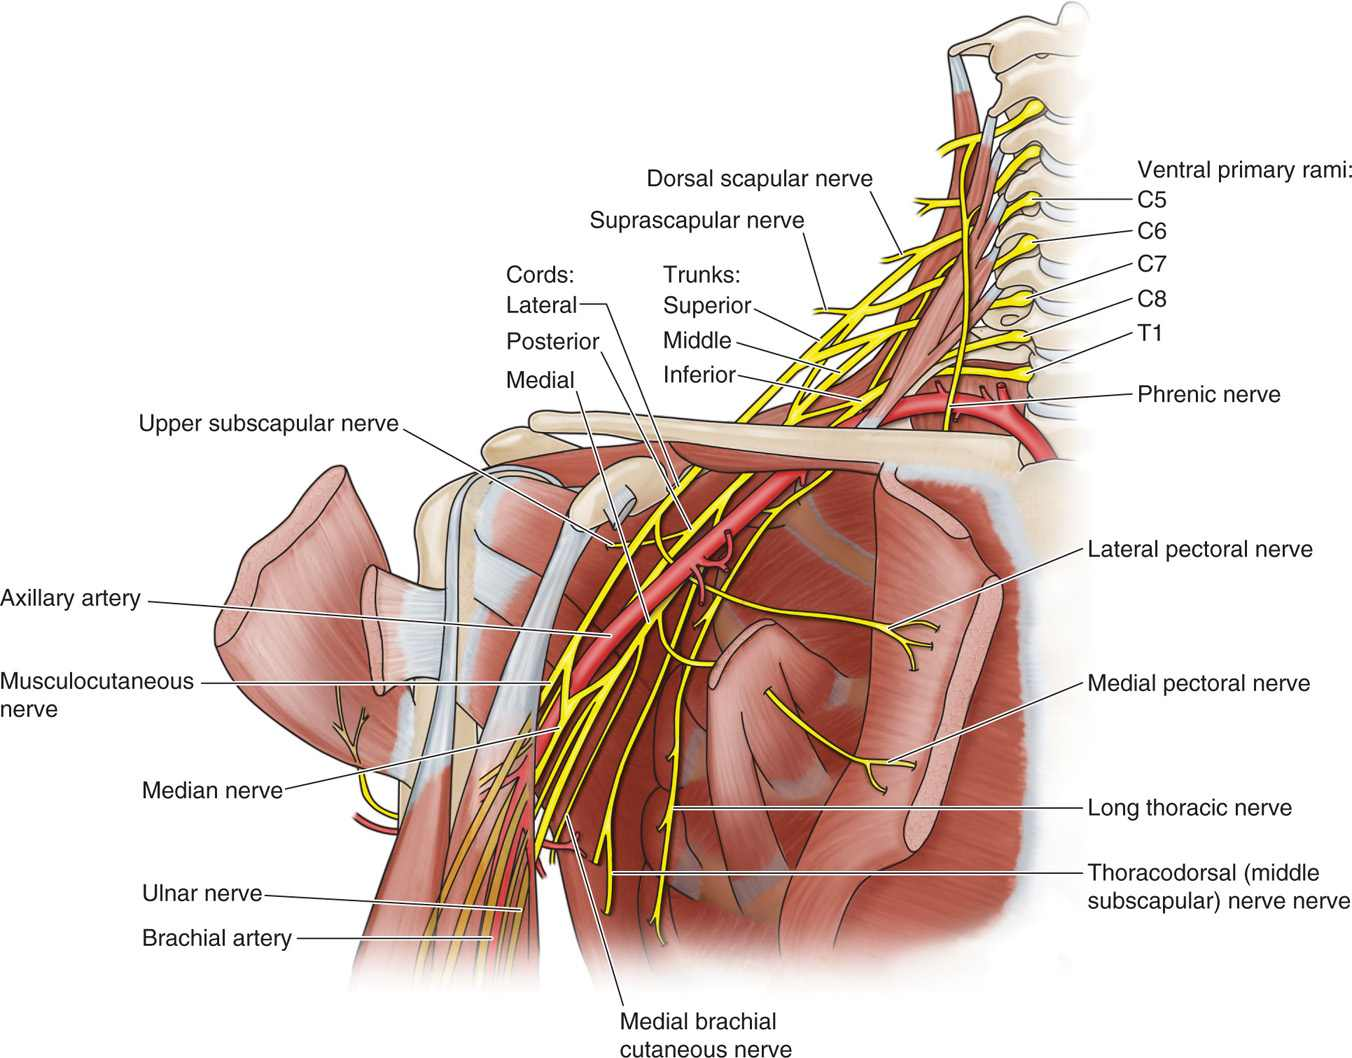 Ventral primary rami:
Dorsal scapular nerve
C5
Suprascapular nerve
C6
C7
Cords:
Trunks:
C8
Lateral
Superior
T1
Posterior
Middle
Medial
Inferior
Phrenic nerve
Upper subscapular nerve
Lateral pectoral nerve
Axillary artery
Musculocutaneous
nerve
Medial pectoral nerve
Median nerve
Long thoracic nerve
Thoracodorsal (middle
subscapular) nerve nerve
Ulnar nerve
Brachial artery
Medial brachial
cutaneous nerve